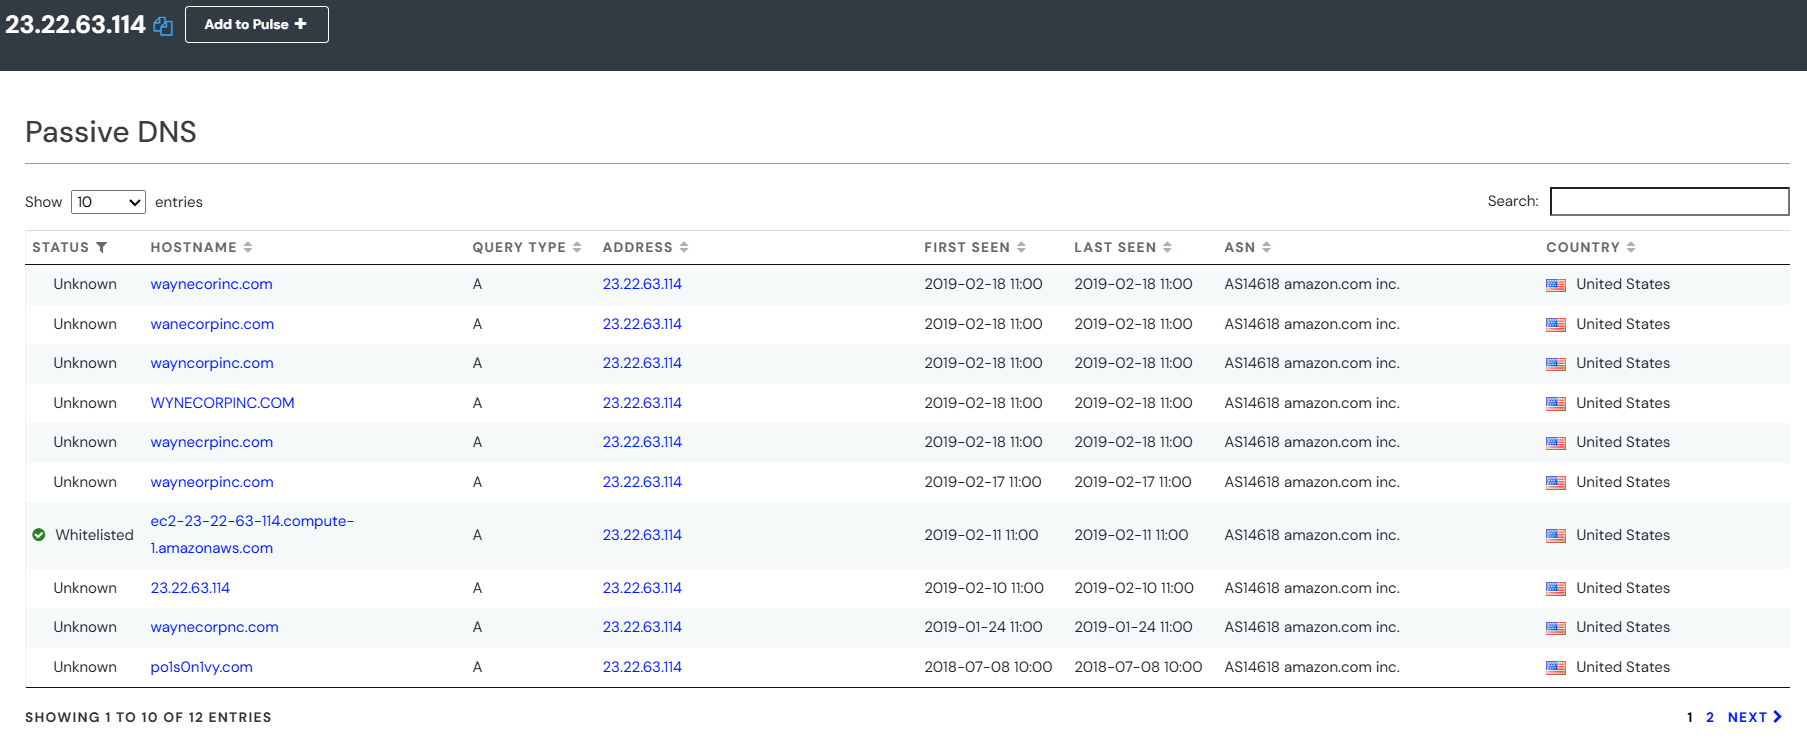 23.22.63.114 Add to Pulse +
Passive DNS
Show 10 entries Search:
STATUS HOSTNAME QUERY TYPE ADDRESS FIRST SEEN LAST SEEN ASN COUNTRY
Unknown waynecorinc.com A 23.22.63.114 2019-02-18 11:00 2019-02-18 11:00 AS14618 amazon.com inc. United States
Unknown wanecorpinc.com A 23.22.63.114 2019-02-18 11:00 2019-02-18 11:00 AS14618 amazon.com inc. United States
Unknown wayncorpinc.com A 23.22.63.114 2019-02-18 11:00 2019-02-18 11:00 AS14618 amazon.com inc. United States
Unknown WYNECORPINC.COM A 23.22.63.114 2019-02-18 11:00 2019-02-18 11:00 AS14618 amazon.com inc. United States
Unknown waynecrpinc.com A 23.22.63.114 2019-02-18 11:00 2019-02-18 11:00 AS14618 amazon.com inc. United States
Unknown wayneorpinc.com A 23.22.63.114 2019-02-17 11:00 2019-02-17 11:00 AS14618 amazon.com inc. United States
Whitelisted ec2-23-22-63-114.compute-
1.amazonaws.com A 23.22.63.114 2019-02-11 11:00 2019-02-11 11:00 AS14618 amazon.com inc. United States
Unknown 23.22.63.114 A 23.22.63.114 2019-02-10 11:00 2019-02-10 11:00 AS14618 amazon.com inc. United States
Unknown waynecorpnc.com A 23.22.63.114 2019-01-24 11:00 2019-01-24 11:00 AS14618 amazon.com inc. United States
Unknown po1s0n1vy.com A 23.22.63.114 2018-07-08 10:00 2018-07-08 10:00 AS14618 amazon.com inc. United States
SHOWING 1 TO 10 OF 12 ENTRIES 1 2 NEXT